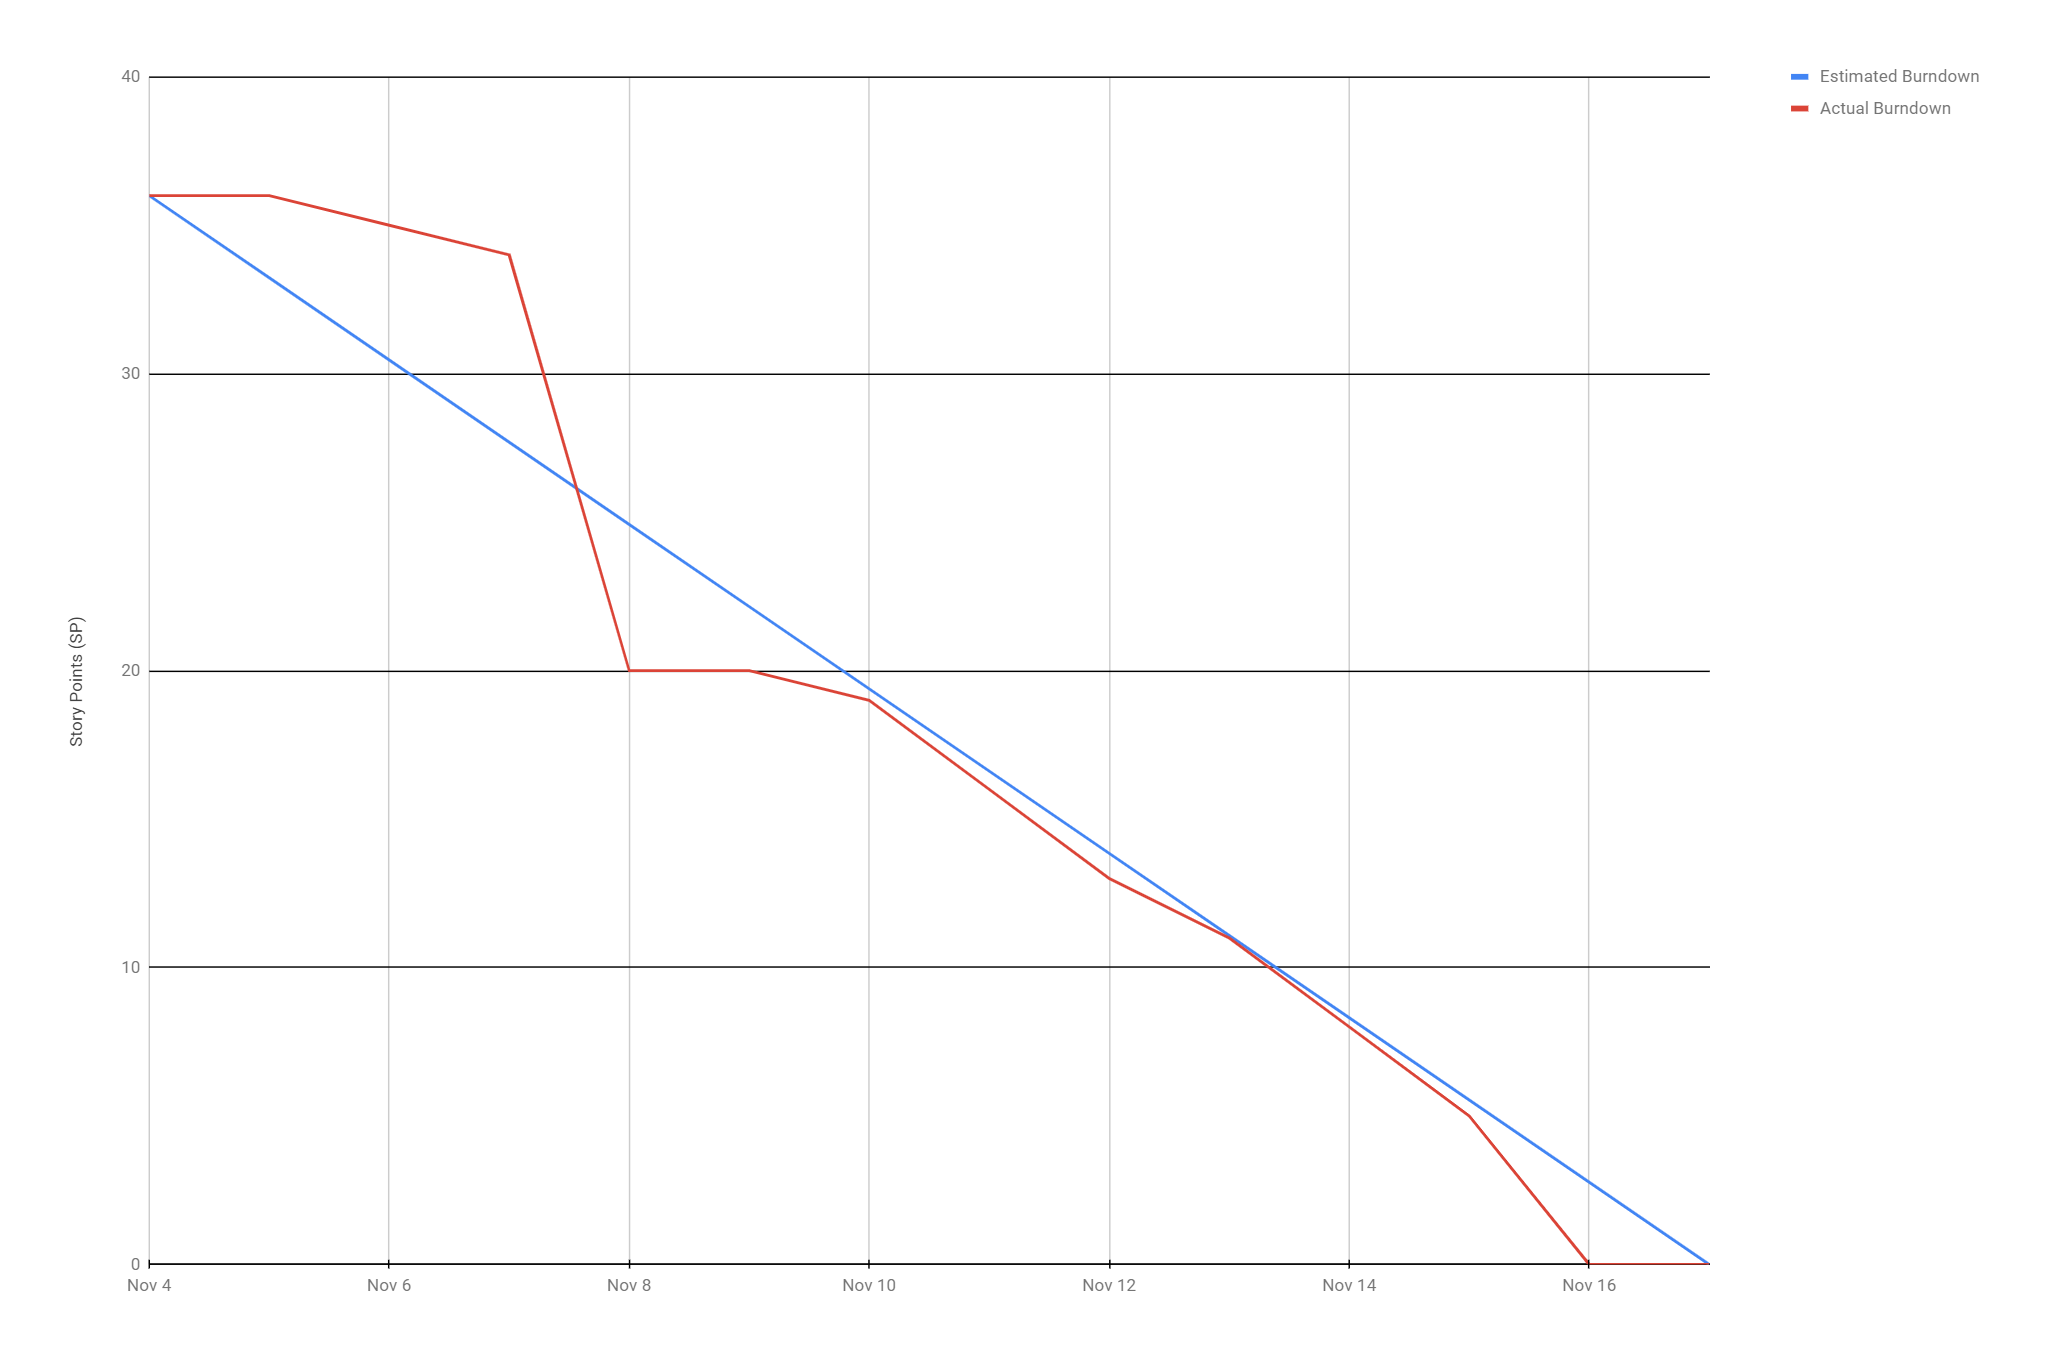 Estimated Burndown
Actual Burndown
Story Points (SP)
40
30
20
10
0
Nov 4
Nov 6
Nov 8
Nov 10
Nov 12
Nov 14
Nov 16